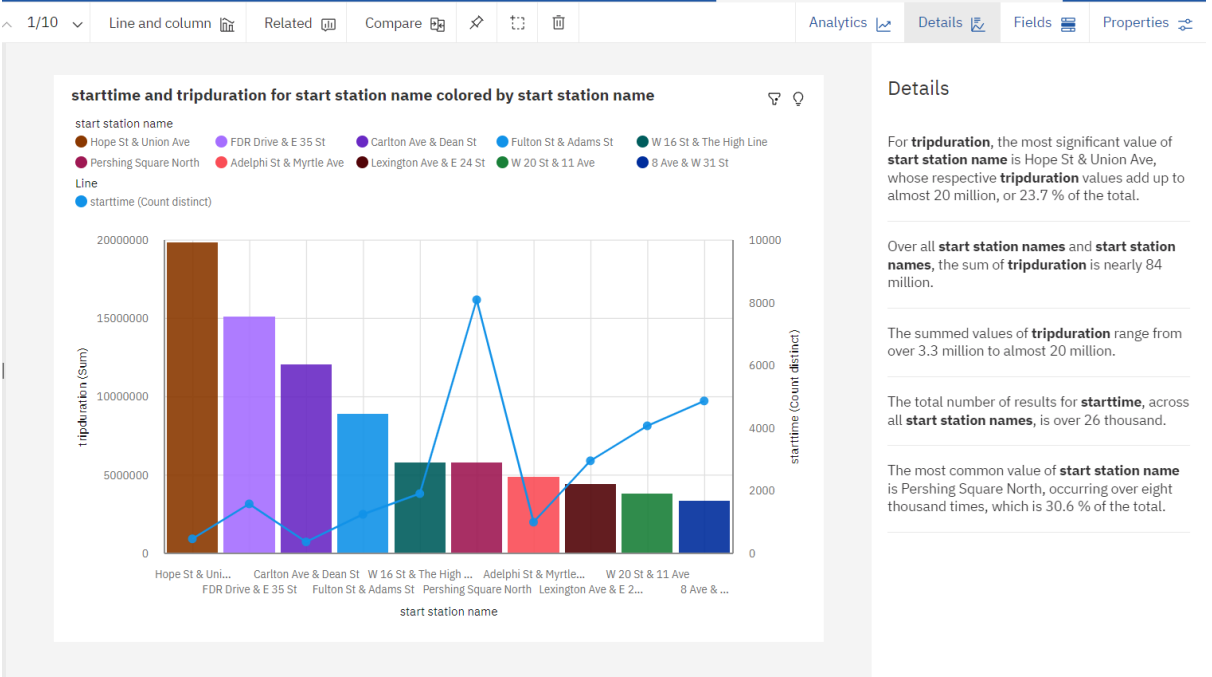 1/10 Line and column Related Compare Analytics Details Fields Properties
starttime and tripduration for start station name colored by start station name
start station name
Hope St & Union Ave FDR Drive & E 35 St Carlton Ave & Dean St Fulton St & Adams St W 16 St & The High Line
Pershing Square North Adelphi St & Myrtle Ave Lexington Ave & E 24 St W 20 St & 11 Ave 8 Ave & W 31 St
Line
starttime (Count distinct)
20000000
15000000
10000000
5000000
0
tripduration (Sum)
10000
8000
6000
4000
2000
0
starttime (Count distinct)
Hope St & Uni... Carlton Ave & Dean St W 16 St & The High ... Adelphi St & Myrtle... W 20 St & 11 Ave
FDR Drive & E 35 St Fulton St & Adams St Pershing Square North Lexington Ave & E 2... 8 Ave & ...
start station name
Details
For tripduration, the most significant value of
start station name is Hope St & Union Ave,
whose respective tripduration values add up to
almost 20 million, or 23.7 % of the total.
Over all start station names and start station
names, the sum of tripduration is nearly 84
million.
The summed values of tripduration range from
over 3.3 million to almost 20 million.
The total number of results for starttime, across
all start station names, is over 26 thousand.
The most common value of start station name
is Pershing Square North, occurring over eight
thousand times, which is 30.6 % of the total.